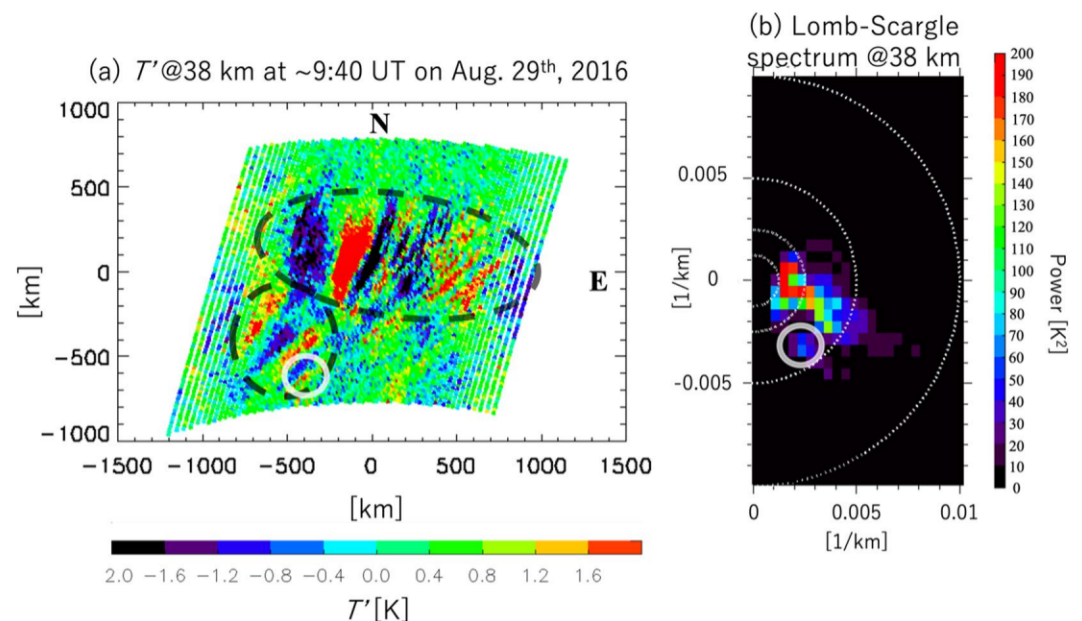 (a) T'@38 km at ~9:40 UT on Aug. 29th, 2016
1000
500
0
−500
−1000
[km]
N
E
−1500 −1000 −500 0 500 1000 1500
[km]
2.0 −1.6 −1.2 −0.8 −0.4 0.0 0.4 0.8 1.2 1.6
T' [K]
(b) Lomb-Scargle
spectrum @38 km
0.005
0
-0.005
[1/km]
0 0.005 0.01
[1/km]
200
190
180
170
160
150
140
130
120
110
100
90
80
70
60
50
40
30
20
10
0
Power [K²]